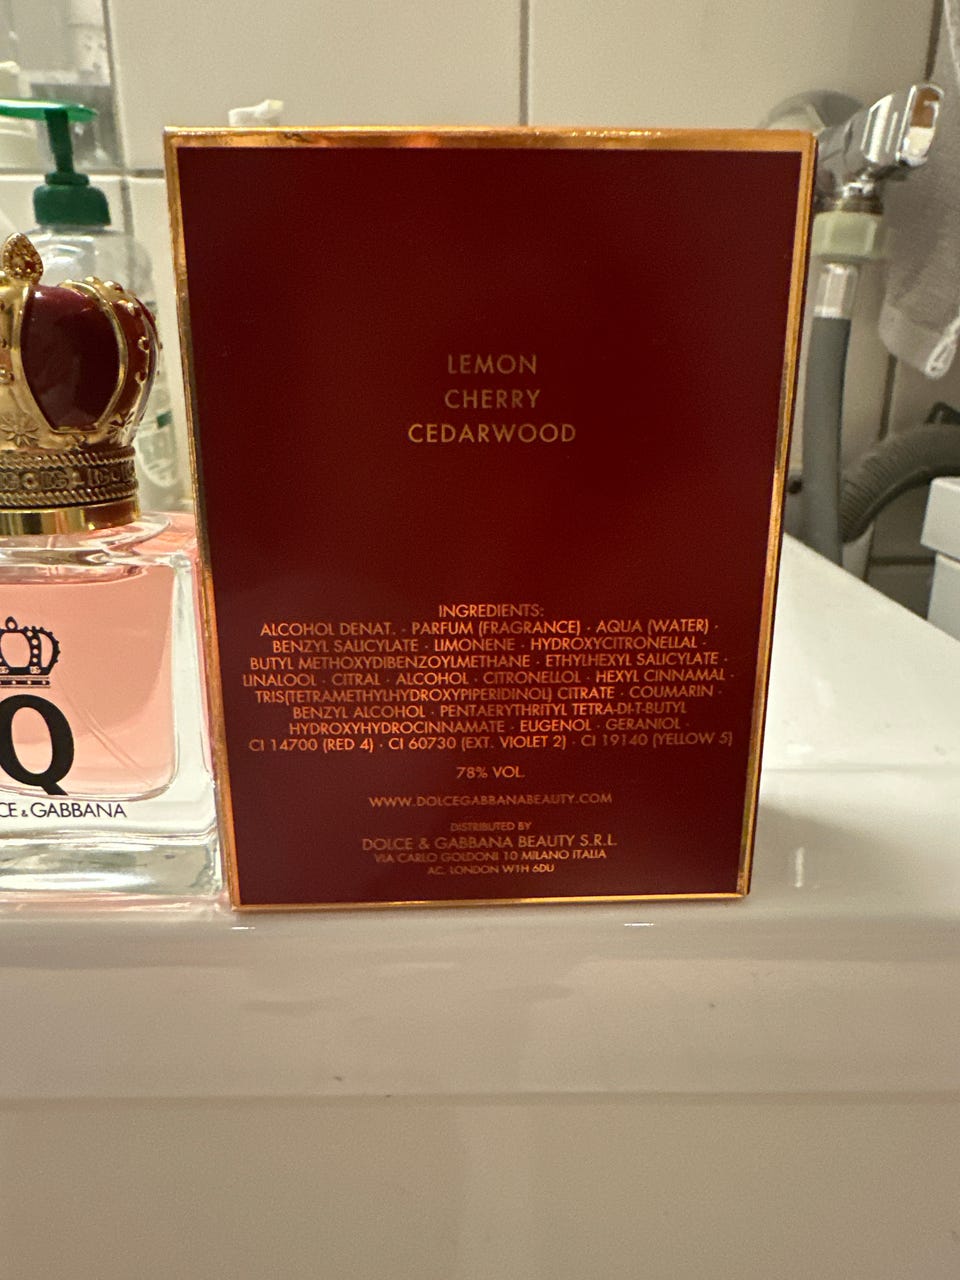 LEMON
CHERRY
CEDARWOOD
INGREDIENTS:
ALCOHOL DENAT. · PARFUM (FRAGRANCE) · AQUA (WATER) ·
BENZYL SALICYLATE · LIMONENE · HYDROXYCITRONELLAL ·
BUTYL METHOXYDIBENZOYLMETHANE · ETHYLHEXYL SALICYLATE ·
LINALOOL · CITRAL · ALCOHOL · CITRONELLOL · HEXYL CINNAMAL ·
TRIS(TETRAMETHYLHYDROXYPIPERIDINOL) CITRATE · COUMARIN ·
BENZYL ALCOHOL · PENTAERYTHRITYL TETRA-DI-T-BUTYL
HYDROXYHYDROCINNAMATE · EUGENOL · GERANIOL ·
CI 14700 (RED 4) · CI 60730 (EXT. VIOLET 2) · CI 19140 (YELLOW 5)
78% VOL.
WWW.DOLCEGABBANABEAUTY.COM
DISTRIBUTED BY
DOLCE & GABBANA BEAUTY S.R.L.
VIA CARLO GOLDONI 10 MILANO ITALIA
AC. LONDON W1H 6DU
Q
CE & GABBANA